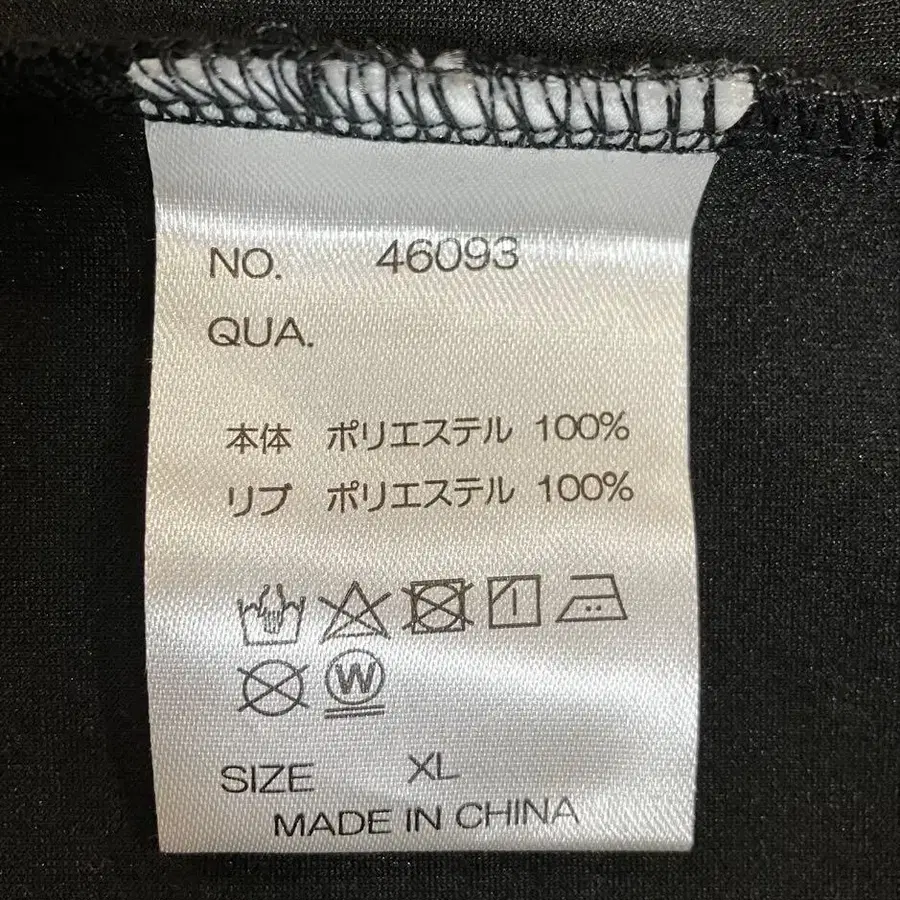 NO. 46093
QUA.
本体 ポリエステル 100%
リブ ポリエステル 100%
W
SIZE XL
MADE IN CHINA